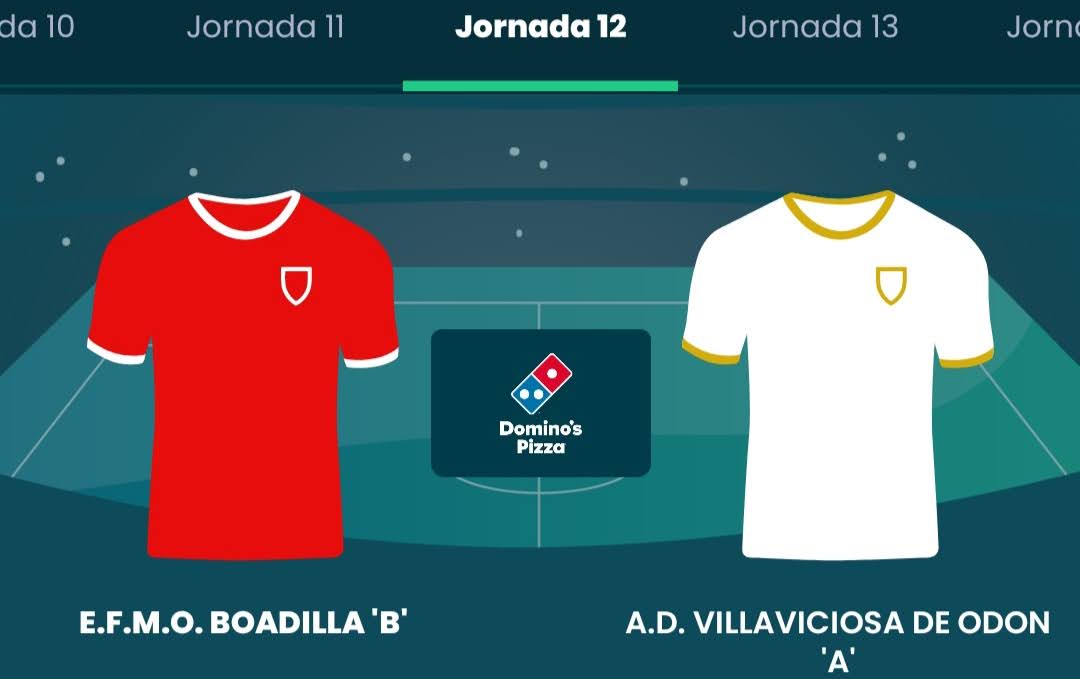 da 10 Jornada 11 Jornada 12 Jornada 13 Jorn
Domino's
Pizza
E.F.M.O. BOADILLA 'B' A.D. VILLAVICIOSA DE ODON
'A'